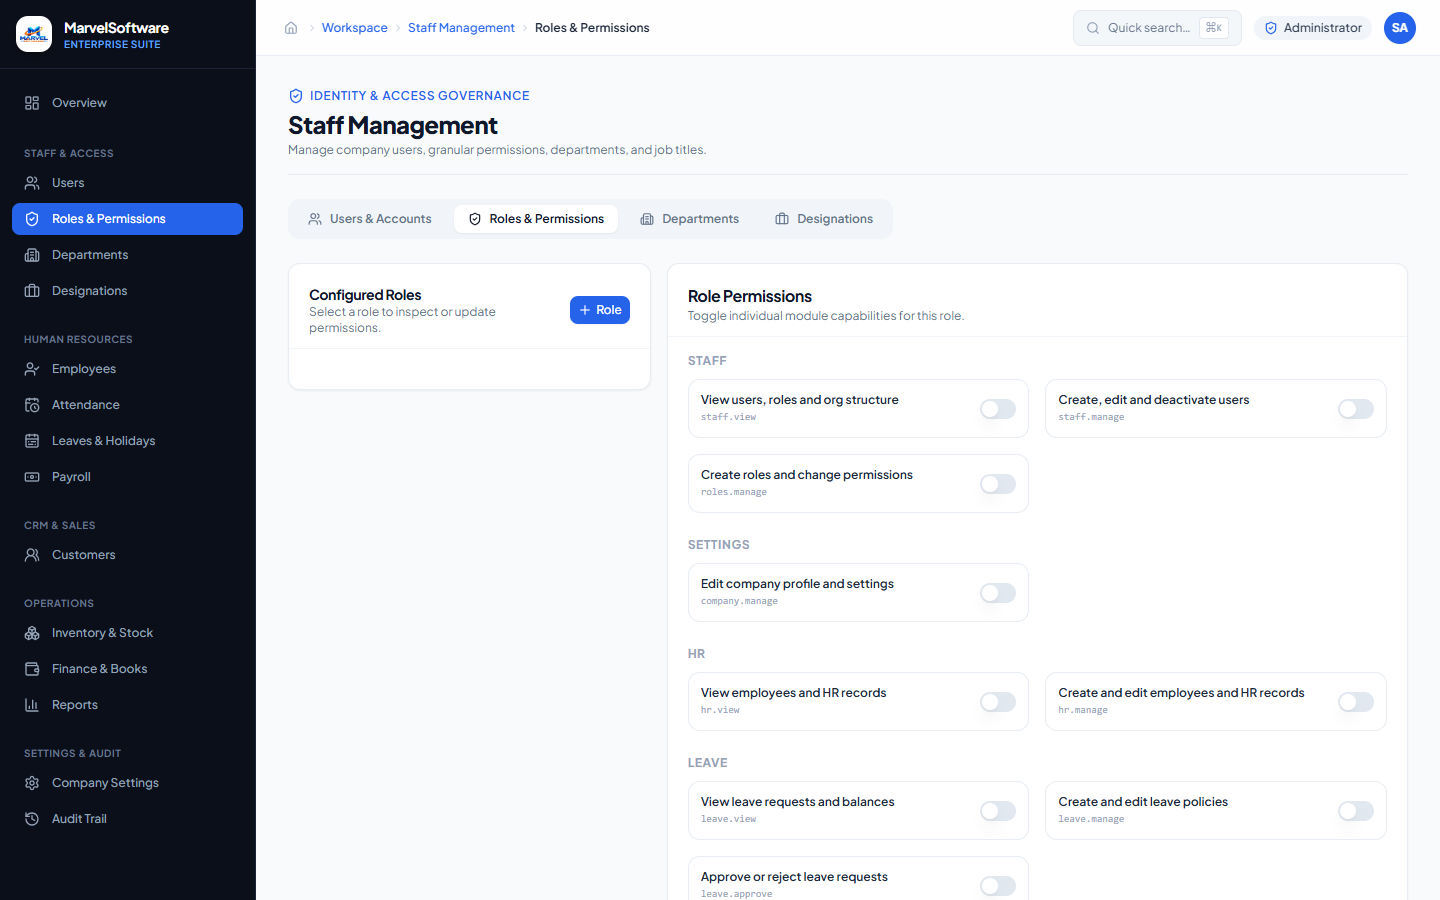 MarvelSoftware
ENTERPRISE SUITE
Overview
STAFF & ACCESS
Users
Roles & Permissions
Departments
Designations
HUMAN RESOURCES
Employees
Attendance
Leaves & Holidays
Payroll
CRM & SALES
Customers
OPERATIONS
Inventory & Stock
Finance & Books
Reports
SETTINGS & AUDIT
Company Settings
Audit Trail
Workspace
Staff Management
Roles & Permissions
Quick search...
⌘K
Administrator
SA
IDENTITY & ACCESS GOVERNANCE
Staff Management
Manage company users, granular permissions, departments, and job titles.
Users & Accounts
Roles & Permissions
Departments
Designations
Configured Roles
Select a role to inspect or update
permissions.
+ Role
Role Permissions
Toggle individual module capabilities for this role.
STAFF
View users, roles and org structure
staff.view
Create, edit and deactivate users
staff.manage
Create roles and change permissions
roles.manage
SETTINGS
Edit company profile and settings
company.manage
HR
View employees and HR records
hr.view
Create and edit employees and HR records
hr.manage
LEAVE
View leave requests and balances
leave.view
Create and edit leave policies
leave.manage
Approve or reject leave requests
leave.approve